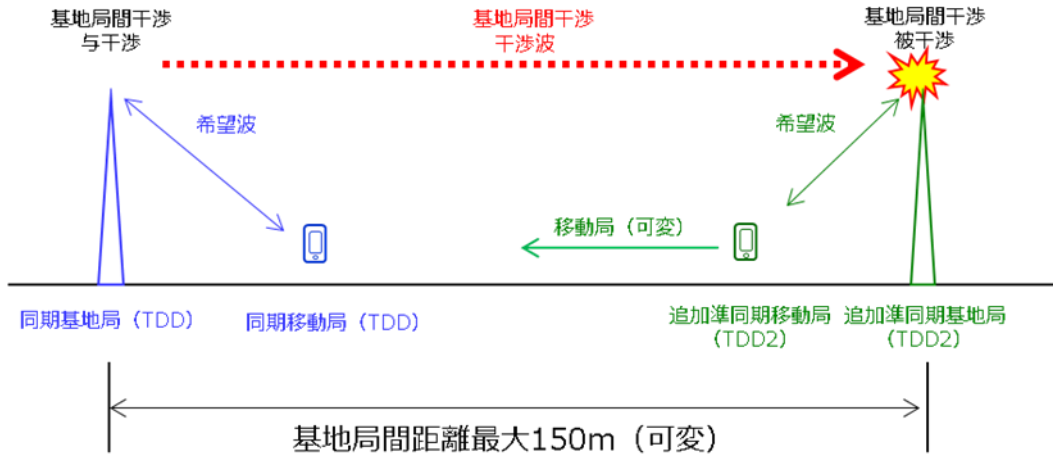 基地局間干渉
与干渉
基地局間干渉
干渉波
基地局間干渉
被干渉
希望波
希望波
移動局（可変）
同期基地局（TDD）
同期移動局（TDD）
追加準同期移動局
（TDD2）
追加準同期基地局
（TDD2）
基地局間距離最大150m（可変）